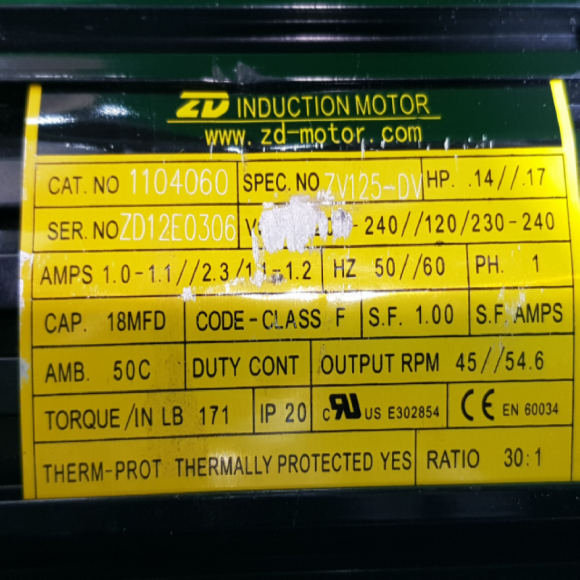 ZD INDUCTION MOTOR
www.zd-motor.com
CAT. NO 1104060 SPEC. NO ZV125-DV HP. .14//.17
SER. NO ZD12E0306 -240//120/230-240
AMPS 1.0-1.1//2.3/1.1-1.2 HZ 50//60 PH. 1
CAP. 18MFD CODE-CLASS F S.F. 1.00 S.F. AMPS
AMB. 50C DUTY CONT OUTPUT RPM 45//54.6
TORQUE/IN LB 171 IP 20 c RU US E302854 CE EN 60034
THERM-PROT THERMALLY PROTECTED YES RATIO 30:1